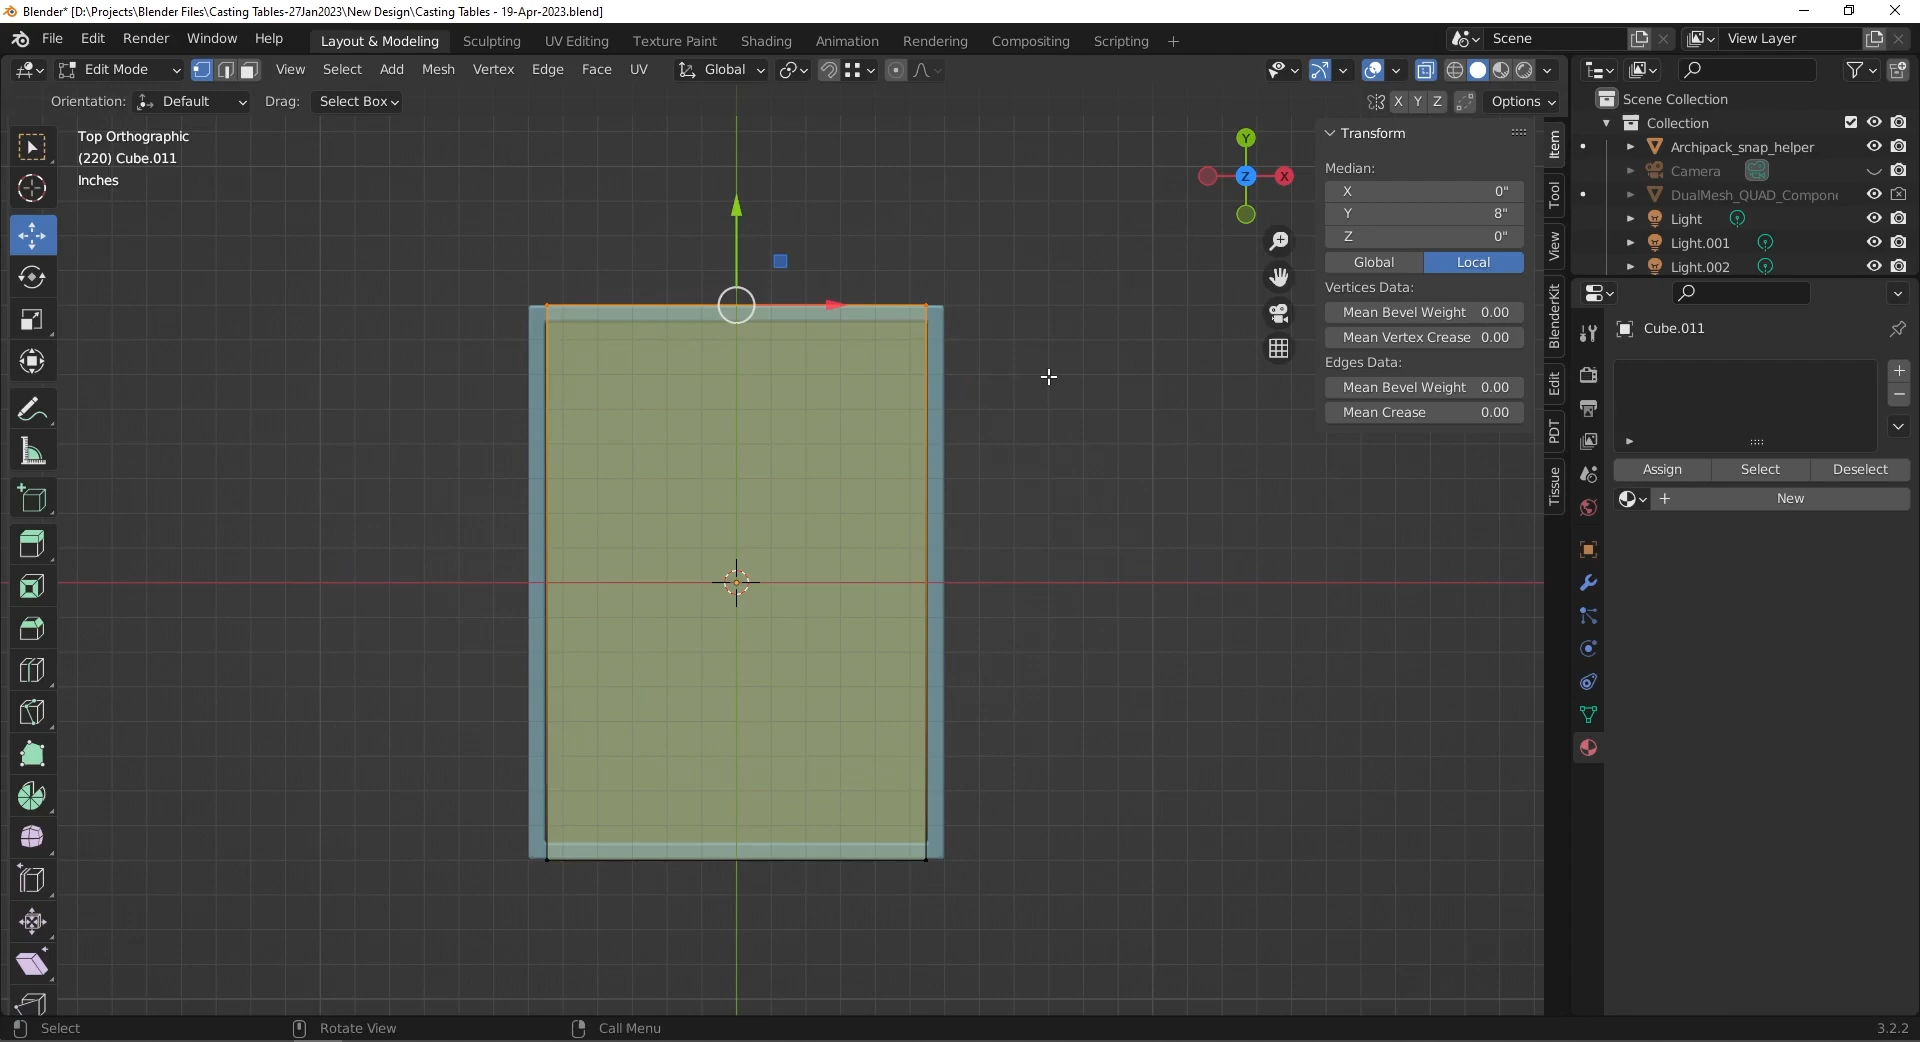 Blender* [D:\Projects\Blender Files\Casting Tables-27Jan2023\New Design\Casting Tables - 19-Apr-2023.blend]
File Edit Render Window Help Layout & Modeling Sculpting UV Editing Texture Paint Shading Animation Rendering Compositing Scripting + Scene View Layer
Edit Mode View Select Add Mesh Vertex Edge Face UV Global
Orientation: Default Drag: Select Box X Y Z Options
Top Orthographic
(220) Cube.011
Inches
Y
Z
X
Transform
Median:
X 0"
Y 8"
Z 0"
Global Local
Vertices Data:
Mean Bevel Weight 0.00
Mean Vertex Crease 0.00
Edges Data:
Mean Bevel Weight 0.00
Mean Crease 0.00
Item
Tool
View
BlenderKit
Edit
PDT
Tissue
Scene Collection
Collection
Archipack_snap_helper
Camera
DualMesh_QUAD_Compone
Light
Light.001
Light.002
Cube.011
Assign Select Deselect
New
Select Rotate View Call Menu 3.2.2